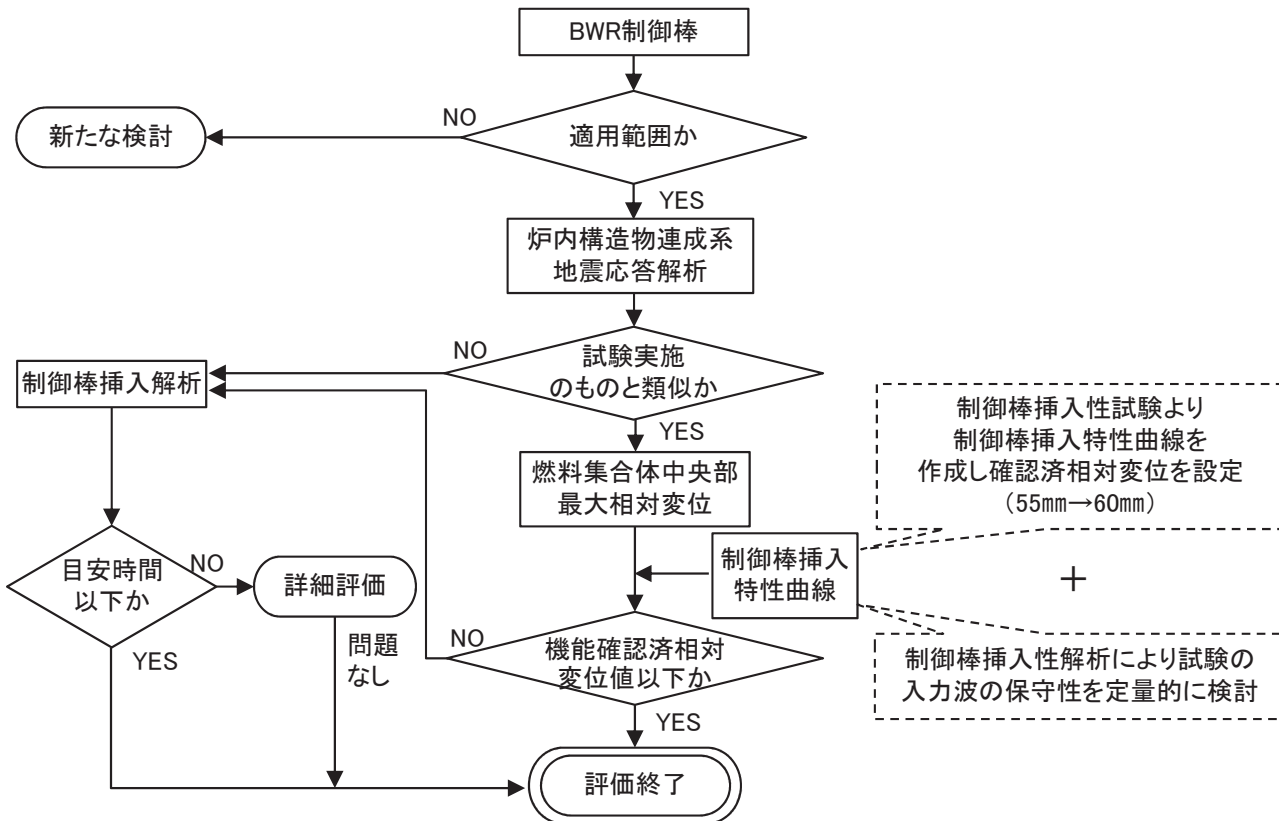 BWR制御棒
適用範囲か
NO
新たな検討
YES
炉内構造物連成系
地震応答解析
試験実施
のものと類似か
NO
制御棒挿入解析
YES
燃料集合体中央部
最大相対変位
制御棒挿入性試験より
制御棒挿入特性曲線を
作成し確認済相対変位を設定
(55mm→60mm)
制御棒挿入
特性曲線
+
制御棒挿入性解析により試験の
入力波の保守性を定量的に検討
目安時間
以下か
NO
詳細評価
YES
問題
なし
NO
機能確認済相対
変位値以下か
YES
評価終了